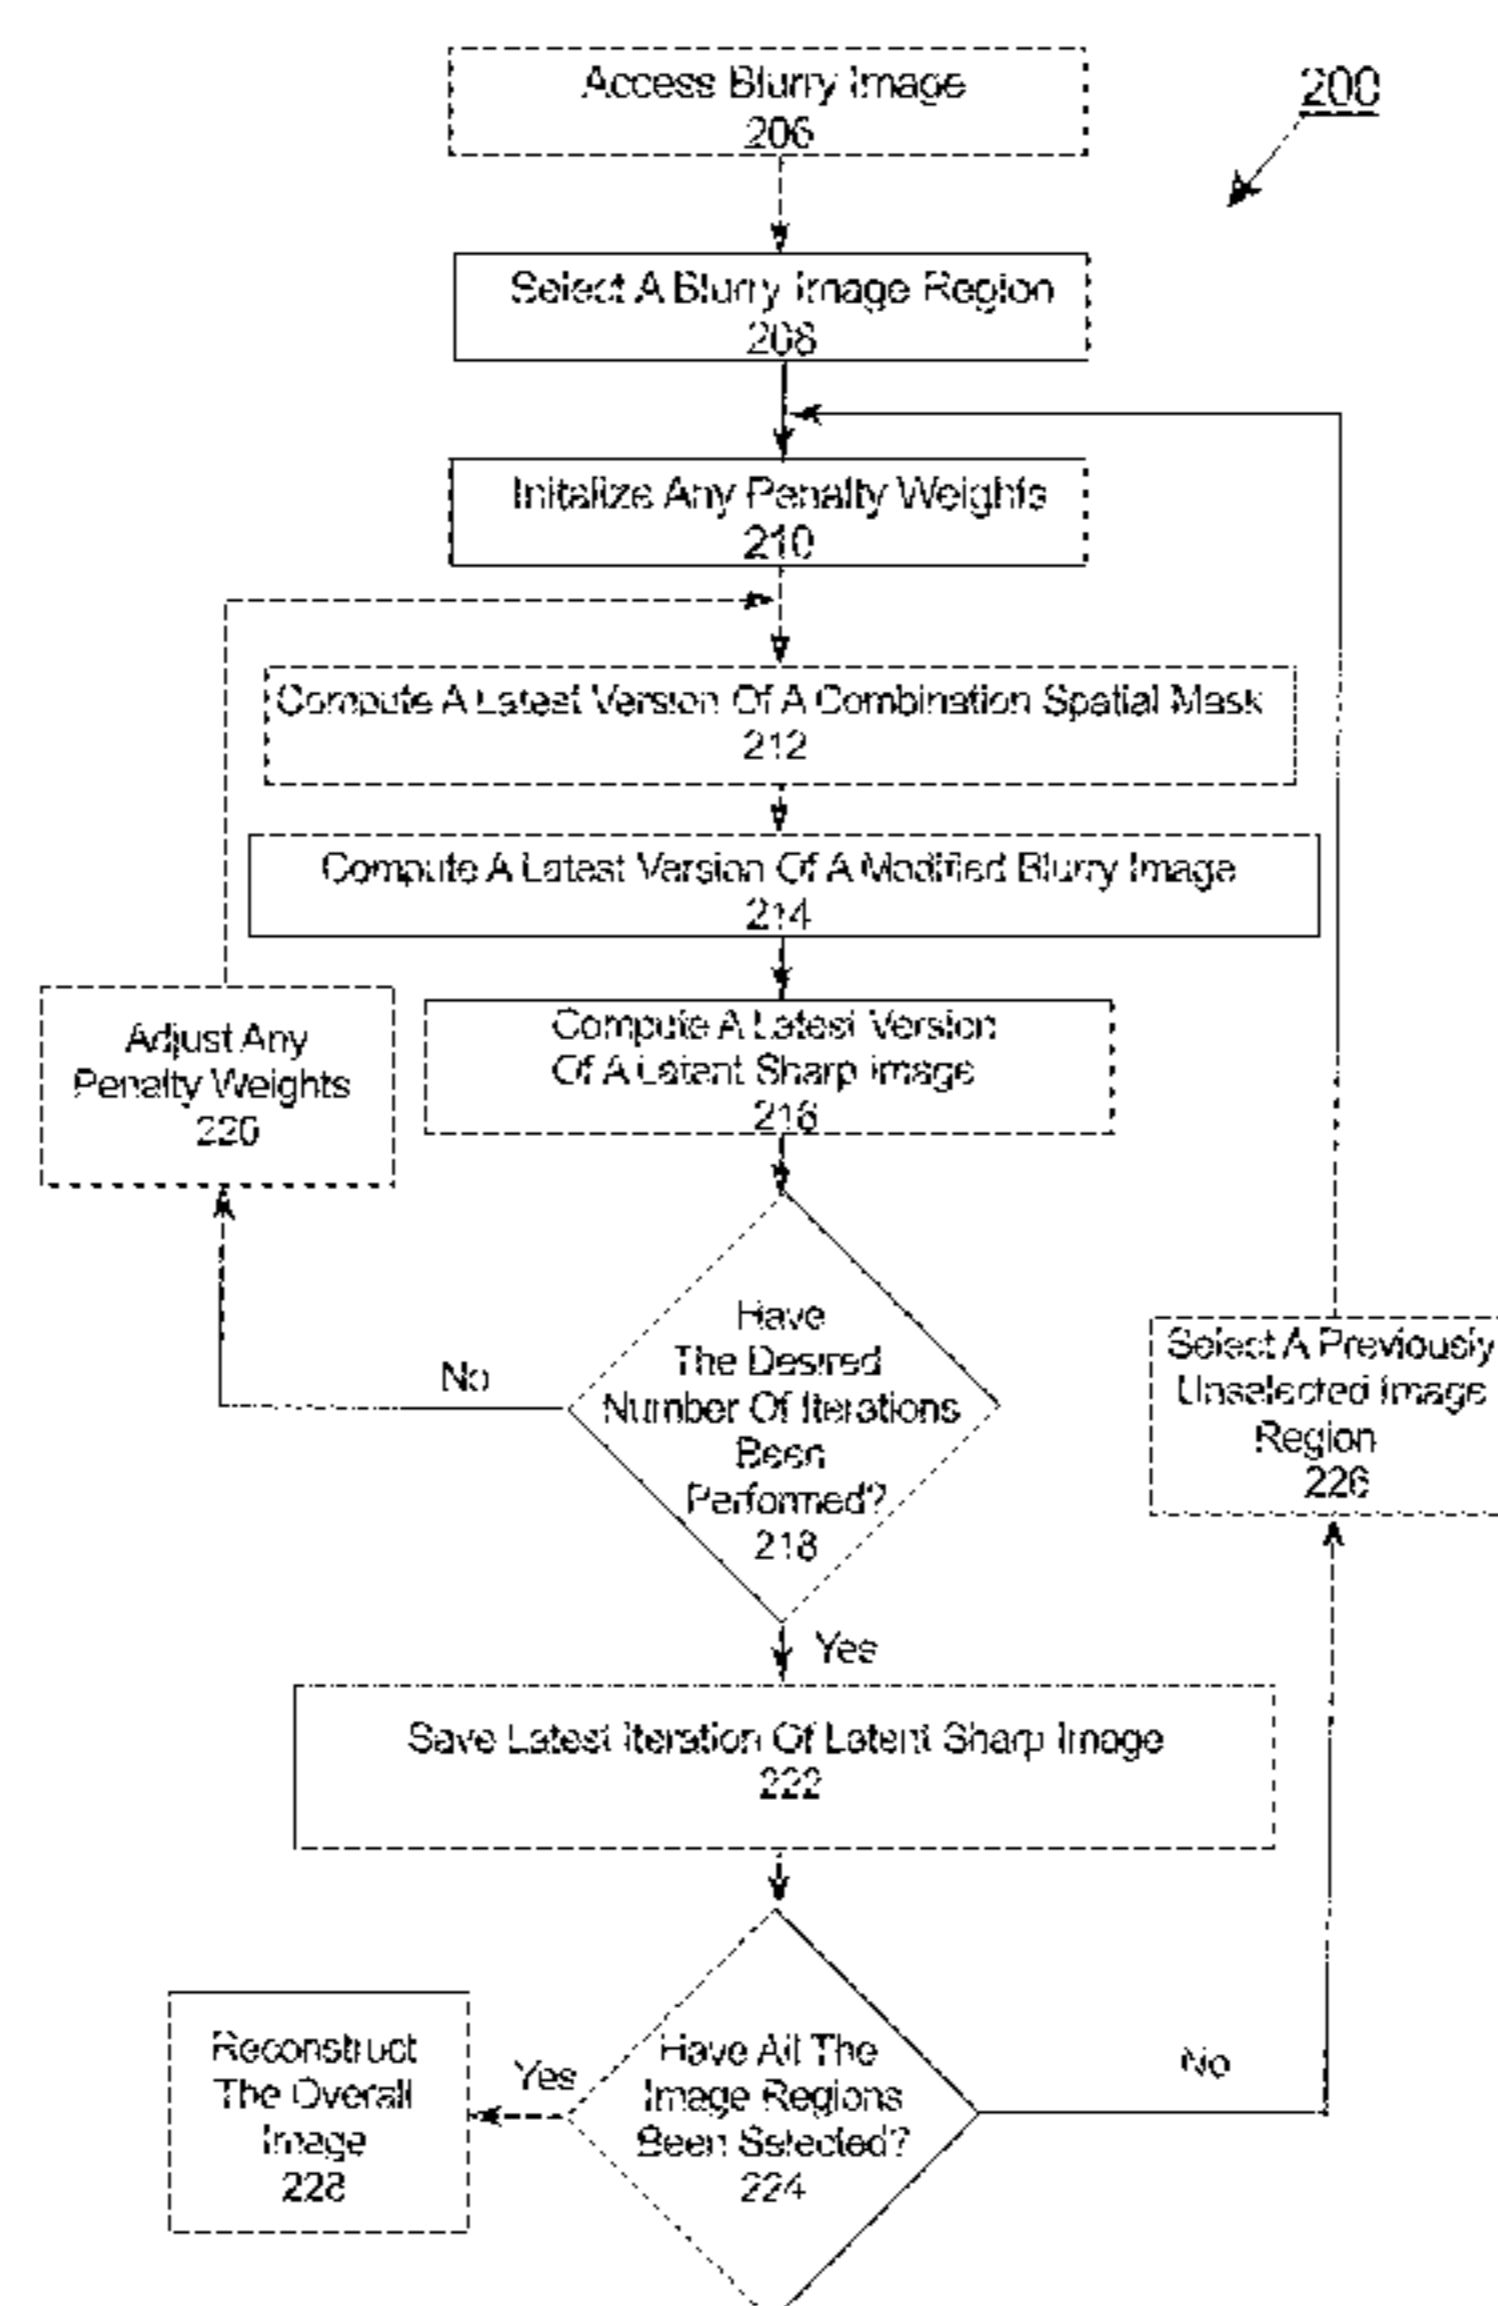 Access Blurry Image
206
200
Select A Blurry Image Region
208
Initalize Any Penalty Weights
210
Compute A Latest Version Of A Combination Spatial Mask
212
Compute A Latest Version Of A Modified Blurry Image
214
Adjust Any
Penalty Weights
220
Compute A Latest Version
Of A Latent Sharp Image
216
Have
The Desired
Number Of Iterations
Been
Performed?
218
No
Yes
Select A Previously
Unselected Image
Region
226
Save Latest Iteration Of Latent Sharp Image
222
Have All The
Image Regions
Been Selected?
224
Yes
No
Reconstruct
The Overall
Image
228